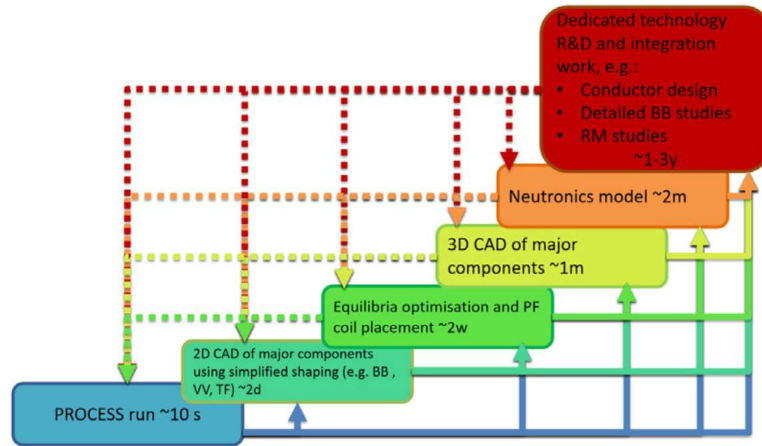 Dedicated technology
R&D and integration
work, e.g.:
• Conductor design
• Detailed BB studies
• RM studies
~1-3y
Neutronics model ~2m
3D CAD of major
components ~1m
Equilibria optimisation and PF
coil placement ~2w
2D CAD of major components
using simplified shaping (e.g. BB ,
VV, TF) ~2d
PROCESS run ~10 s